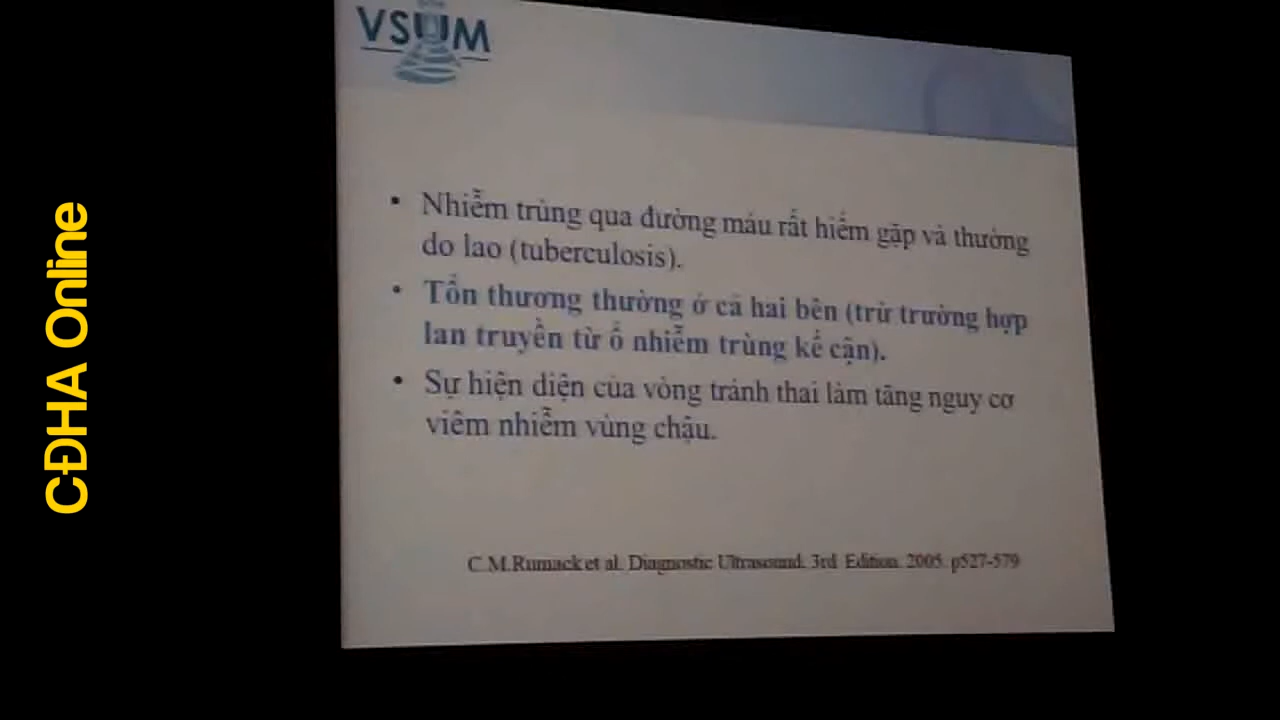 VSUM
• Nhiễm trùng qua đường máu rất hiếm gặp và thường
do lao (tuberculosis).
• Tổn thương thường ở cả hai bên (trừ trường hợp
lan truyền từ ổ nhiễm trùng kế cận).
• Sự hiện diện của vòng tránh thai làm tăng nguy cơ
viêm nhiễm vùng chậu.
C.M.Rumack et al. Diagnostic Ultrasound. 3rd Edition. 2005. p527-579
CĐHA Online